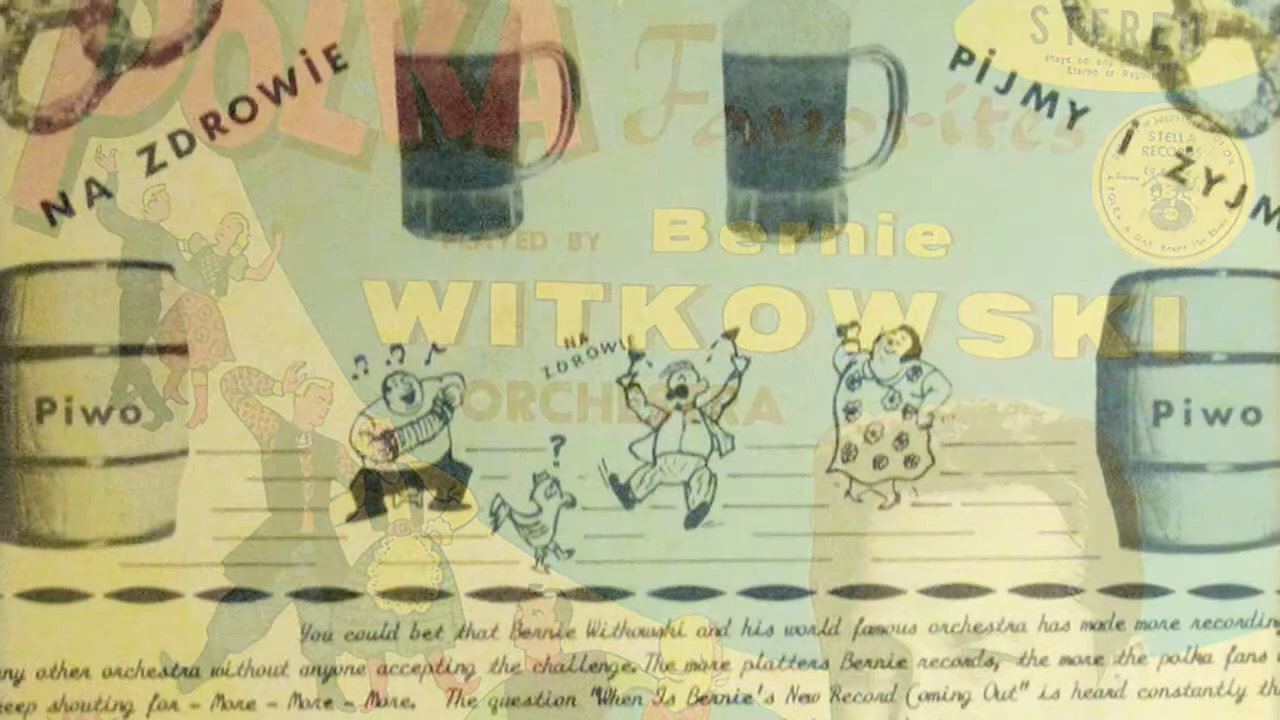 POLKA Favorites
STEREO
NA ZDROWiE
PiJMY i ŻYJM
STELLA
RECORDS
PLAYED BY Bernie
WITKOWSKI
NA
ZDROWIE
ORCHESTRA
Piwo
Piwo
?
You could bet that Bernie Witkowski and his world famous orchestra has made more recordin
ny other orchestra without anyone accepting the challenge. The more platters Bernie records, the more the polka fans
eep shouting for - More - More - More. The question "When Is Bernie's New Record Coming Out" is heard constantly th